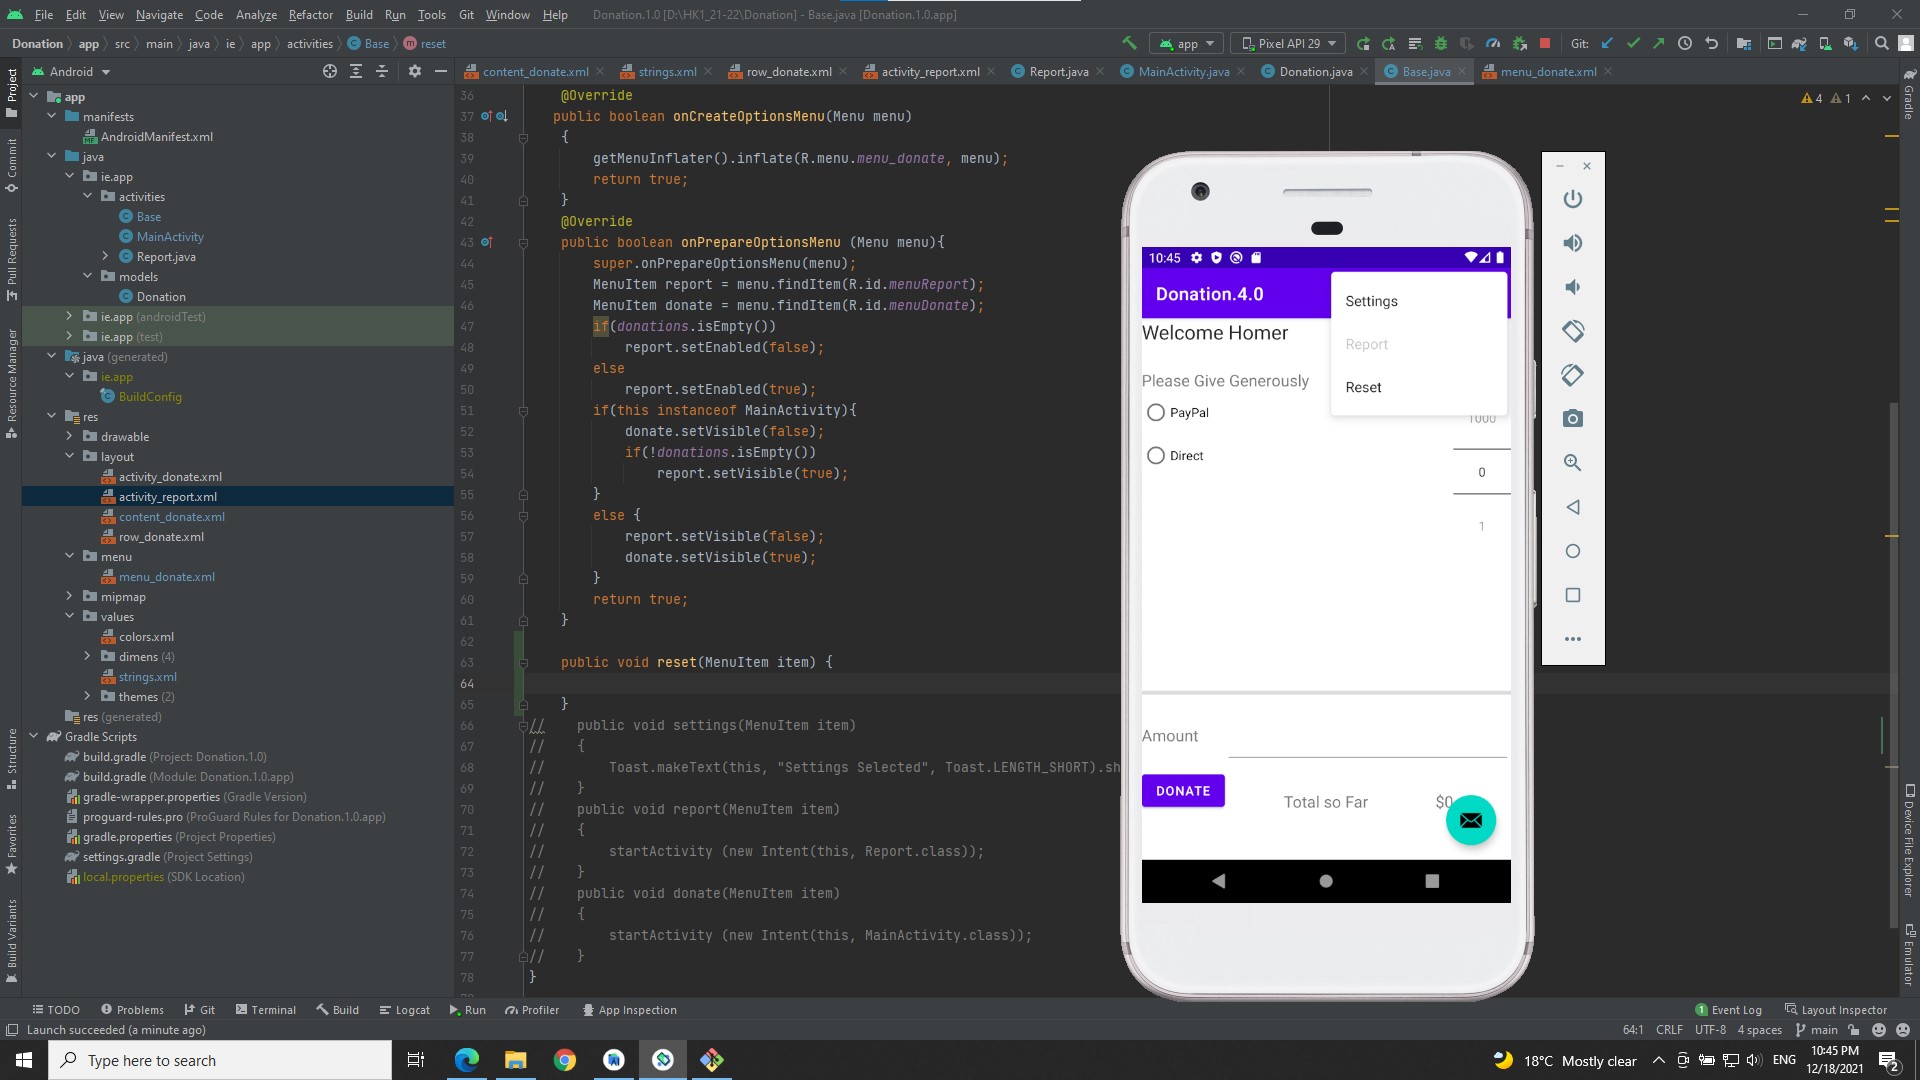 File Edit View Navigate Code Analyze Refactor Build Run Tools Git Window Help Donation.1.0 [D:\HK1_21-22\Donation] - Base.java [Donation.1.0.app]
Donation app src main java ie app activities Base reset
app Pixel API 29 Git:
Android
content_donate.xml strings.xml row_donate.xml activity_report.xml Report.java MainActivity.java Donation.java Base.java menu_donate.xml
Project
Commit
Pull Requests
Resource Manager
Structure
Favorites
Build Variants
app
manifests
AndroidManifest.xml
java
ie.app
activities
Base
MainActivity
Report.java
models
Donation
ie.app (androidTest)
ie.app (test)
java (generated)
ie.app
BuildConfig
res
drawable
layout
activity_donate.xml
activity_report.xml
content_donate.xml
row_donate.xml
menu
menu_donate.xml
mipmap
values
colors.xml
dimens (4)
strings.xml
themes (2)
res (generated)
Gradle Scripts
build.gradle (Project: Donation.1.0)
build.gradle (Module: Donation.1.0.app)
gradle-wrapper.properties (Gradle Version)
proguard-rules.pro (ProGuard Rules for Donation.1.0.app)
gradle.properties (Project Properties)
settings.gradle (Project Settings)
local.properties (SDK Location)
4 1
36 @Override
37 public boolean onCreateOptionsMenu(Menu menu)
38 {
39 getMenuInflater().inflate(R.menu.menu_donate, menu);
40 return true;
41 }
42 @Override
43 public boolean onPrepareOptionsMenu (Menu menu){
44 super.onPrepareOptionsMenu(menu);
45 MenuItem report = menu.findItem(R.id.menuReport);
46 MenuItem donate = menu.findItem(R.id.menuDonate);
47 if(donations.isEmpty())
48 report.setEnabled(false);
49 else
50 report.setEnabled(true);
51 if(this instanceof MainActivity){
52 donate.setVisible(false);
53 if(!donations.isEmpty())
54 report.setVisible(true);
55 }
56 else {
57 report.setVisible(false);
58 donate.setVisible(true);
59 }
60 return true;
61 }
62
63 public void reset(MenuItem item) {
64
65 }
66 // public void settings(MenuItem item)
67 // {
68 // Toast.makeText(this, "Settings Selected", Toast.LENGTH_SHORT).sh
69 // }
70 // public void report(MenuItem item)
71 // {
72 // startActivity (new Intent(this, Report.class));
73 // }
74 // public void donate(MenuItem item)
75 // {
76 // startActivity (new Intent(this, MainActivity.class));
77 // }
78 }
10:45
Donation.4.0
Settings
Report
Reset
Welcome Homer
Please Give Generously
PayPal
Direct
1000
0
1
Amount
DONATE
Total so Far
$0
Gradle
Device File Explorer
Emulator
TODO Problems Git Terminal Build Logcat Run Profiler App Inspection 1 Event Log Layout Inspector
Launch succeeded (a minute ago) 64:1 CRLF UTF-8 4 spaces main
Type here to search
18°C Mostly clear
ENG
10:45 PM
12/18/2021
2